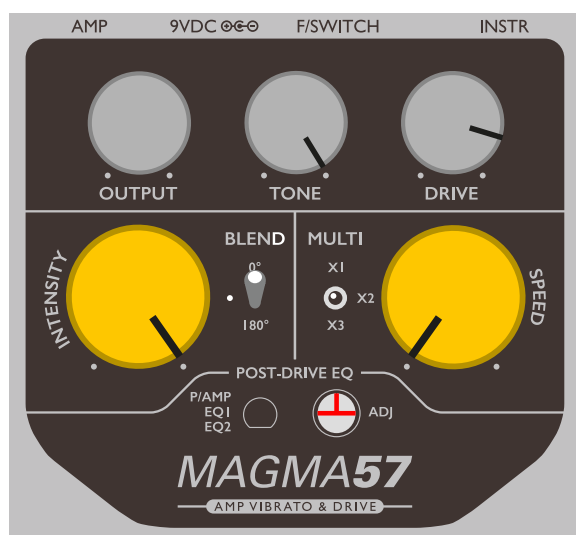 AMP 9VDC F/SWITCH INSTR
OUTPUT TONE DRIVE
INTENSITY
BLEND
0°
180°
MULTI
X1
X2
X3
SPEED
POST-DRIVE EQ
P/AMP
EQ1
EQ2
ADJ
MAGMA57
AMP VIBRATO & DRIVE